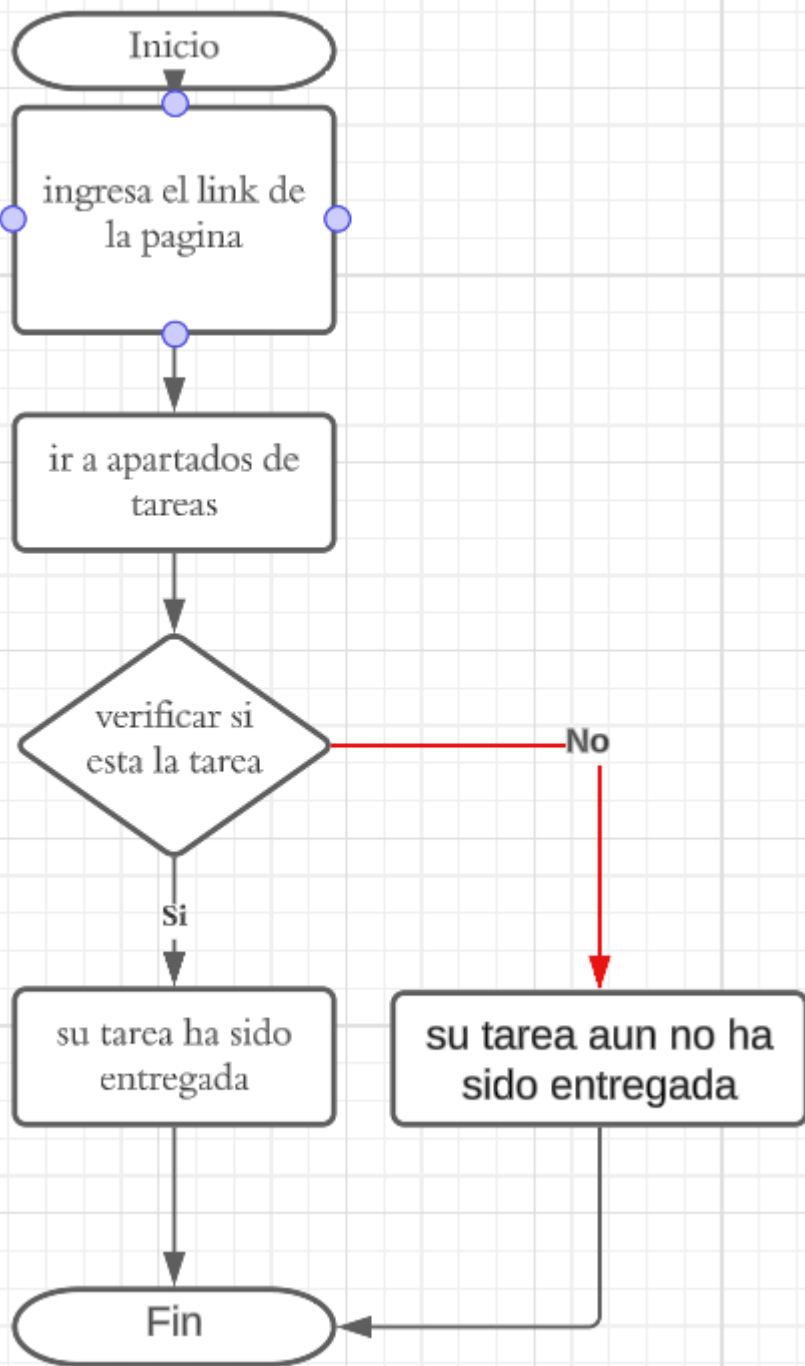 Inicio
ingresa el link de
la pagina
ir a apartados de
tareas
verificar si
esta la tarea
No
Si
su tarea ha sido
entregada
su tarea aun no ha
sido entregada
Fin